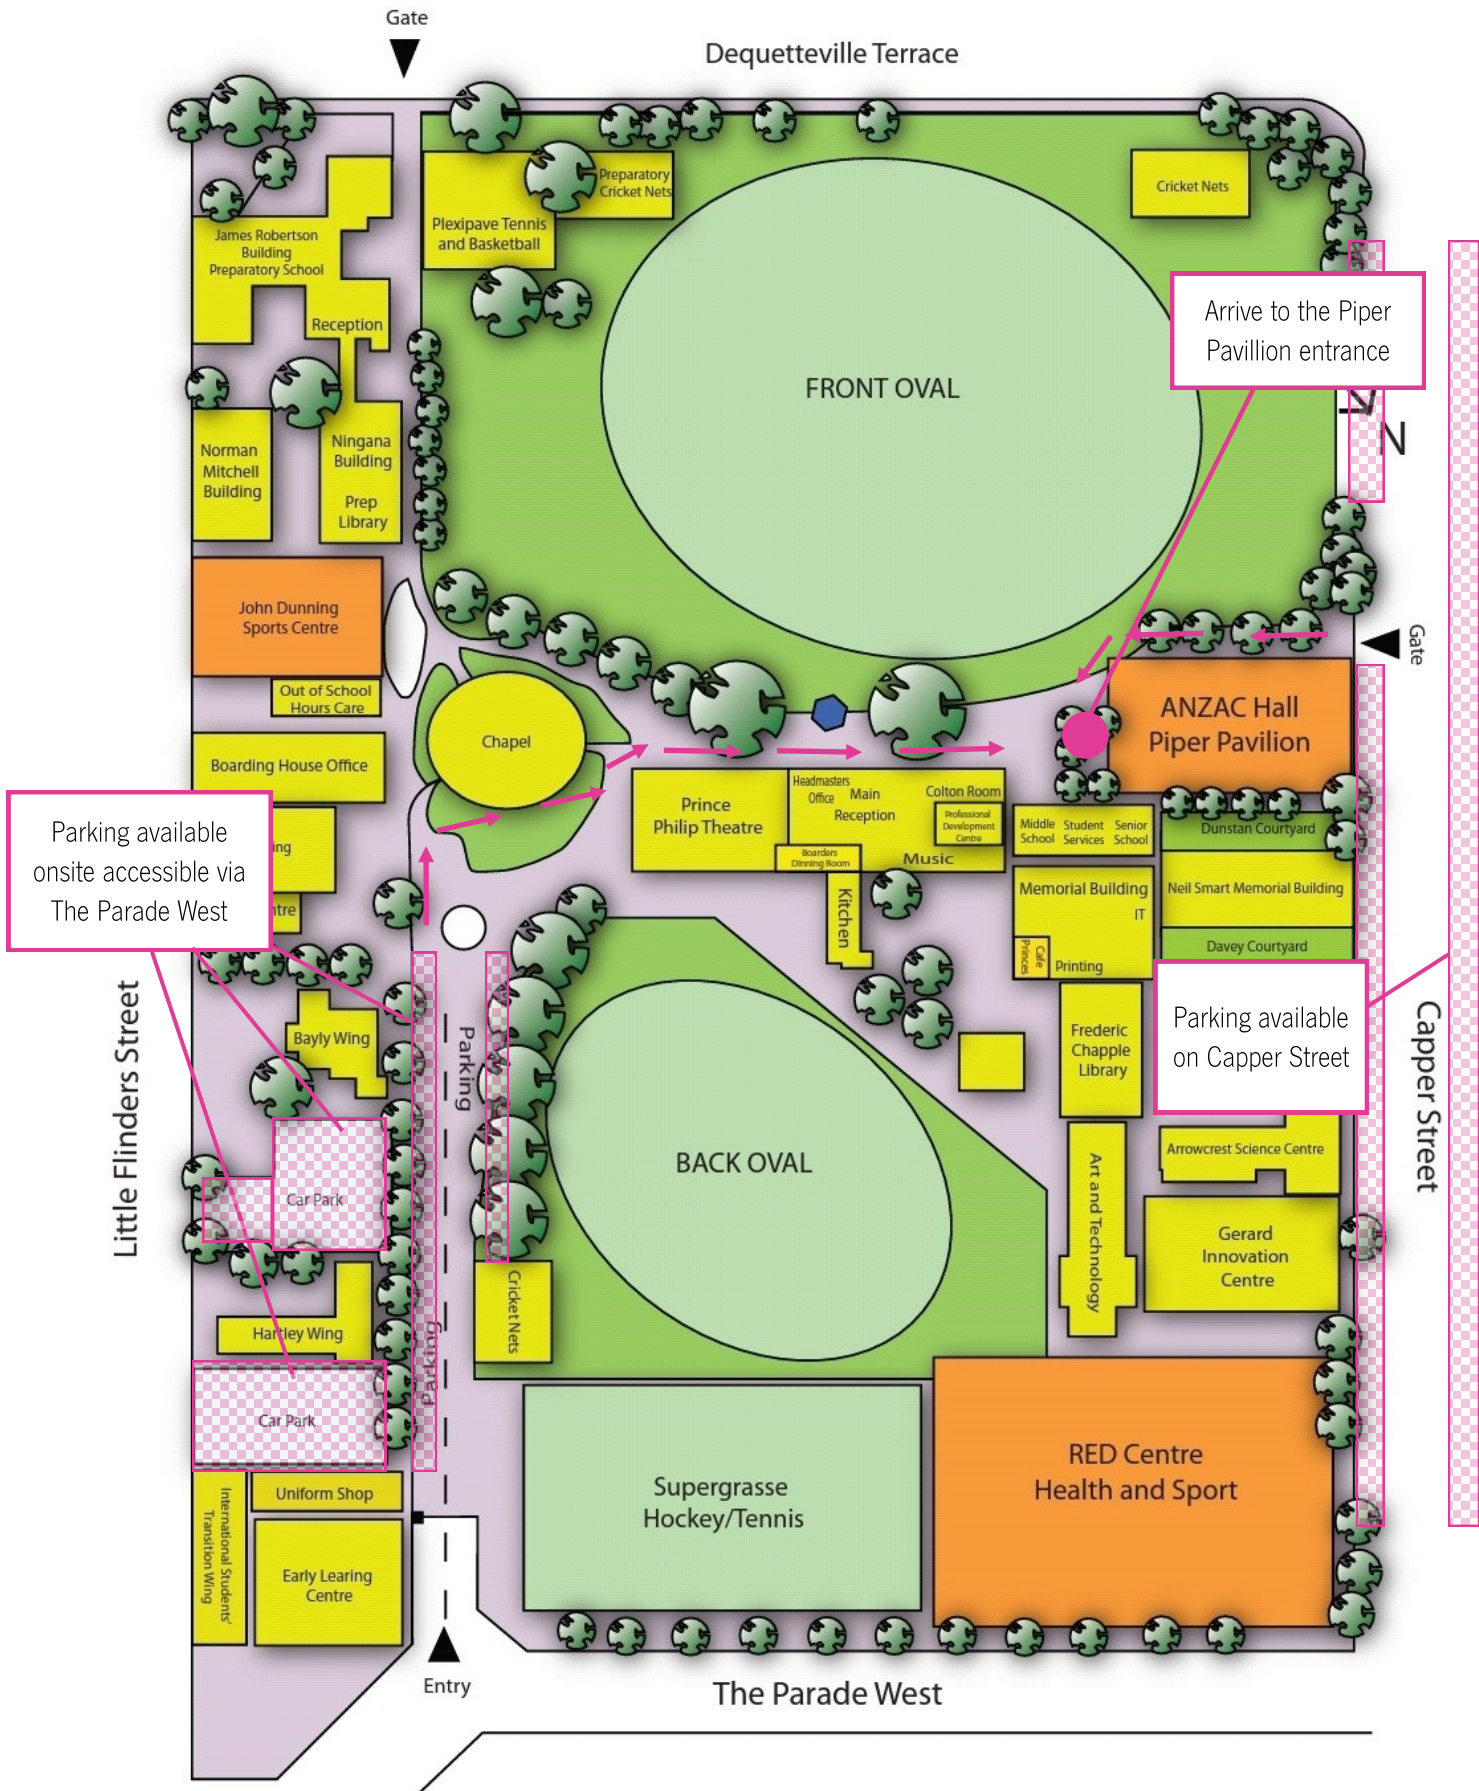 Gate
Dequetteville Terrace
Preparatory
Cricket Nets
Cricket Nets
Plexipave Tennis
and Basketball
James Robertson
Building
Preparatory School
Reception
Arrive to the Piper
Pavillion entrance
FRONT OVAL
N
Norman
Mitchell
Building
Ningana
Building
Prep
Library
John Dunning
Sports Centre
Gate
Out of School
Hours Care
ANZAC Hall
Piper Pavilion
Chapel
Boarding House Office
Prince
Philip Theatre
Headmasters
Office
Main
Reception
Colton Room
Professional
Development
Centre
Boarders
Dinning Room
Music
Middle
School
Student
Services
Senior
School
Dunstan Courtyard
Parking available
onsite accessible via
The Parade West
ing
ntre
Kitchen
Memorial Building
IT
Cafe
Princes
Printing
Neil Smart Memorial Building
Davey Courtyard
Parking available
on Capper Street
Bayly Wing
Parking
Frederic
Chapple
Library
Little Flinders Street
Capper Street
BACK OVAL
Art and Technology
Arrowcrest Science Centre
Car Park
Gerard
Innovation
Centre
Cricket Nets
Hartley Wing
Parking
Car Park
RED Centre
Health and Sport
Supergrasse
Hockey/Tennis
International Students'
Transition Wing
Uniform Shop
Early Learing
Centre
Entry
The Parade West